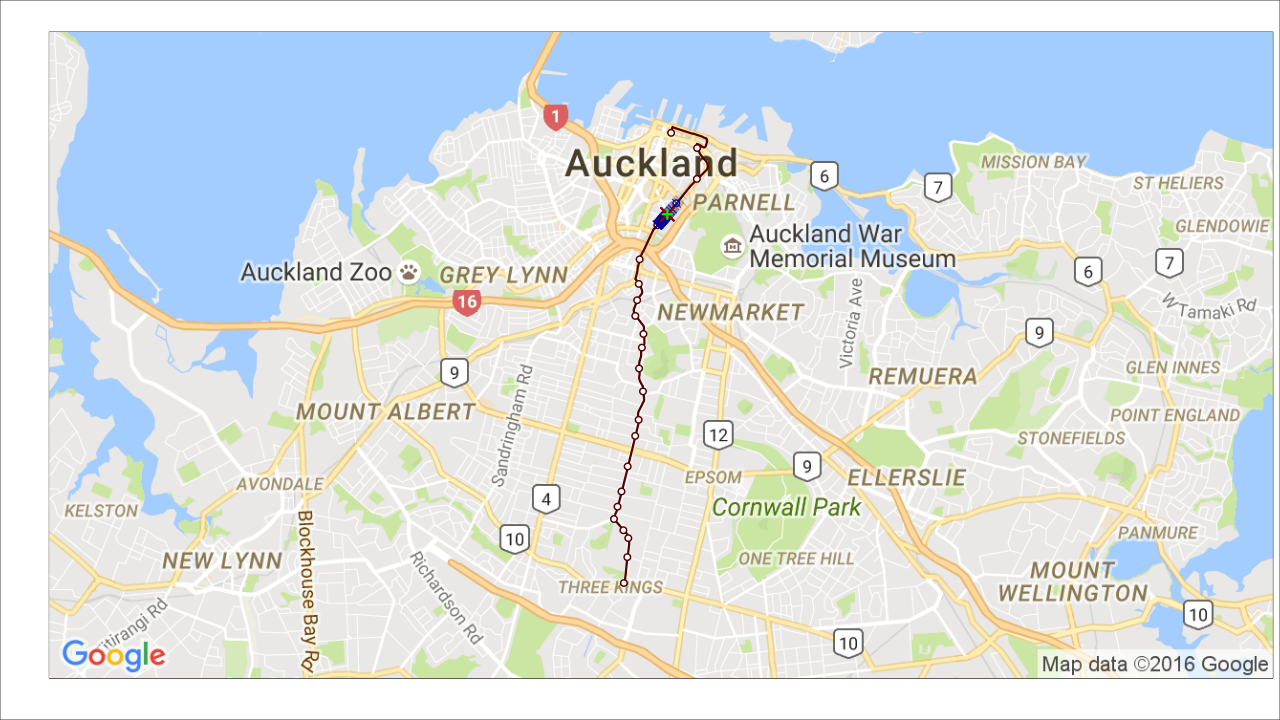 1
Auckland
MISSION BAY
6
7
ST HELIERS
PARNELL
GLENDOWIE
Auckland War
Memorial Museum
Auckland Zoo
GREY LYNN
6
7
16
NEWMARKET
Victoria Ave
W Tamaki Rd
9
9
REMUERA
GLEN INNES
Sandringham Rd
MOUNT ALBERT
POINT ENGLAND
12
STONEFIELDS
9
EPSOM
ELLERSLIE
AVONDALE
4
KELSTON
Cornwall Park
Blockhouse Bay Rd
10
PANMURE
NEW LYNN
Richardson Rd
ONE TREE HILL
MOUNT
WELLINGTON
THREE KINGS
Titirangi Rd
10
10
Google
Map data ©2016 Google